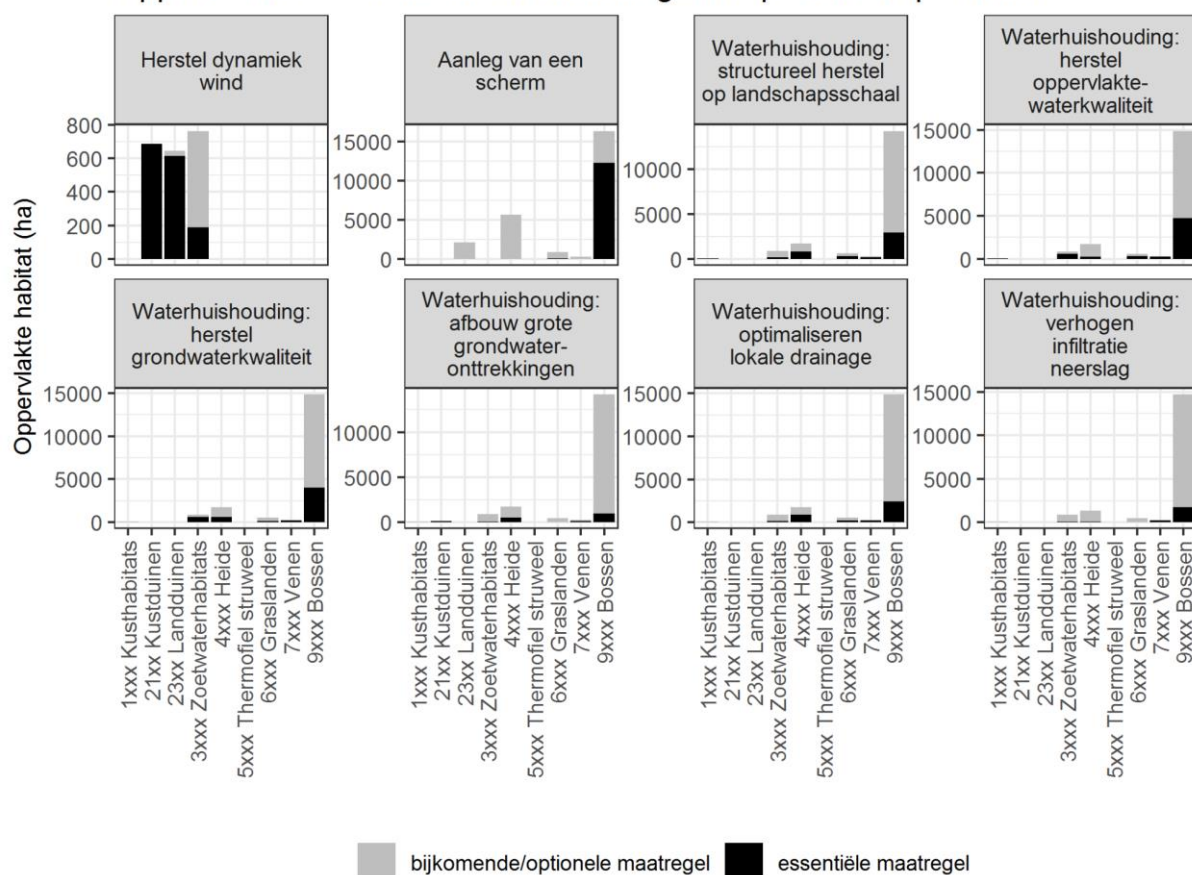 Herstel dynamiek
wind
Aanleg van een
scherm
Waterhuishouding:
structureel herstel
op landschapsschaal
Waterhuishouding:
herstel
oppervlakte-
waterkwaliteit
800
600
400
200
0
15000
10000
5000
0
10000
5000
0
15000
10000
5000
0
Oppervlakte habitat (ha)
Waterhuishouding:
herstel
grondwaterkwaliteit
Waterhuishouding:
afbouw grote
grondwater-
onttrekkingen
Waterhuishouding:
optimaliseren
lokale drainage
Waterhuishouding:
verhogen
infiltratie
neerslag
15000
10000
5000
0
10000
5000
0
15000
10000
5000
0
15000
10000
5000
0
1xxx Kusthabitats
21xx Kustduinen
23xx Landduinen
3xxx Zoetwaterhabitats
4xxx Heide
5xxx Thermofiel struweel
6xxx Graslanden
7xxx Venen
9xxx Bossen
1xxx Kusthabitats
21xx Kustduinen
23xx Landduinen
3xxx Zoetwaterhabitats
4xxx Heide
5xxx Thermofiel struweel
6xxx Graslanden
7xxx Venen
9xxx Bossen
1xxx Kusthabitats
21xx Kustduinen
23xx Landduinen
3xxx Zoetwaterhabitats
4xxx Heide
5xxx Thermofiel struweel
6xxx Graslanden
7xxx Venen
9xxx Bossen
1xxx Kusthabitats
21xx Kustduinen
23xx Landduinen
3xxx Zoetwaterhabitats
4xxx Heide
5xxx Thermofiel struweel
6xxx Graslanden
7xxx Venen
9xxx Bossen
bijkomende/optionele maatregel
essentiële maatregel